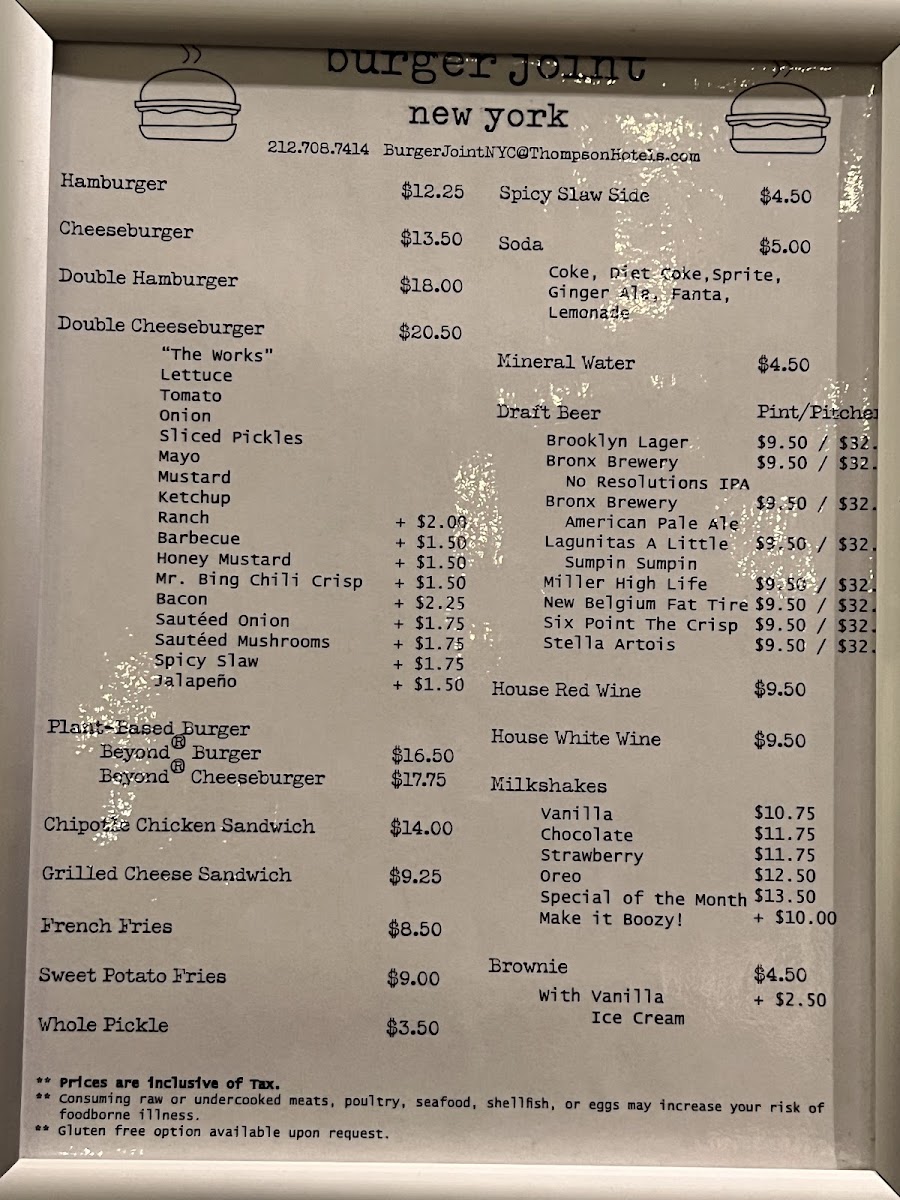 burger joint
new york
212.708.7414 BurgerJointNYC@ThompsonHotels.com
Hamburger $12.25
Cheeseburger $13.50
Double Hamburger $18.00
Double Cheeseburger $20.50
"The Works"
Lettuce
Tomato
Onion
Sliced Pickles
Mayo
Mustard
Ketchup
Ranch + $2.00
Barbecue + $1.50
Honey Mustard + $1.50
Mr. Bing Chili Crisp + $1.50
Bacon + $2.25
Sautéed Onion + $1.75
Sautéed Mushrooms + $1.75
Spicy Slaw + $1.75
Jalapeño + $1.50
Plant-Based Burger
Beyond® Burger $16.50
Beyond® Cheeseburger $17.75
Chipotle Chicken Sandwich $14.00
Grilled Cheese Sandwich $9.25
French Fries $8.50
Sweet Potato Fries $9.00
Whole Pickle $3.50
Spicy Slaw Side $4.50
Soda $5.00
Coke, Diet Coke,Sprite,
Ginger Ale, Fanta,
Lemonade
Mineral Water $4.50
Draft Beer Pint/Pitcher
Brooklyn Lager $9.50 / $32.
Bronx Brewery $9.50 / $32.
No Resolutions IPA
Bronx Brewery $9.50 / $32.
American Pale Ale
Lagunitas A Little $9.50 / $32.
Sumpin Sumpin
Miller High Life $9.50 / $32.
New Belgium Fat Tire $9.50 / $32.
Six Point The Crisp $9.50 / $32.
Stella Artois $9.50 / $32.
House Red Wine $9.50
House White Wine $9.50
Milkshakes
Vanilla $10.75
Chocolate $11.75
Strawberry $11.75
Oreo $12.50
Special of the Month $13.50
Make it Boozy! + $10.00
Brownie $4.50
With Vanilla + $2.50
Ice Cream
** Prices are inclusive of Tax.
** Consuming raw or undercooked meats, poultry, seafood, shellfish, or eggs may increase your risk of
foodborne illness.
** Gluten free option available upon request.